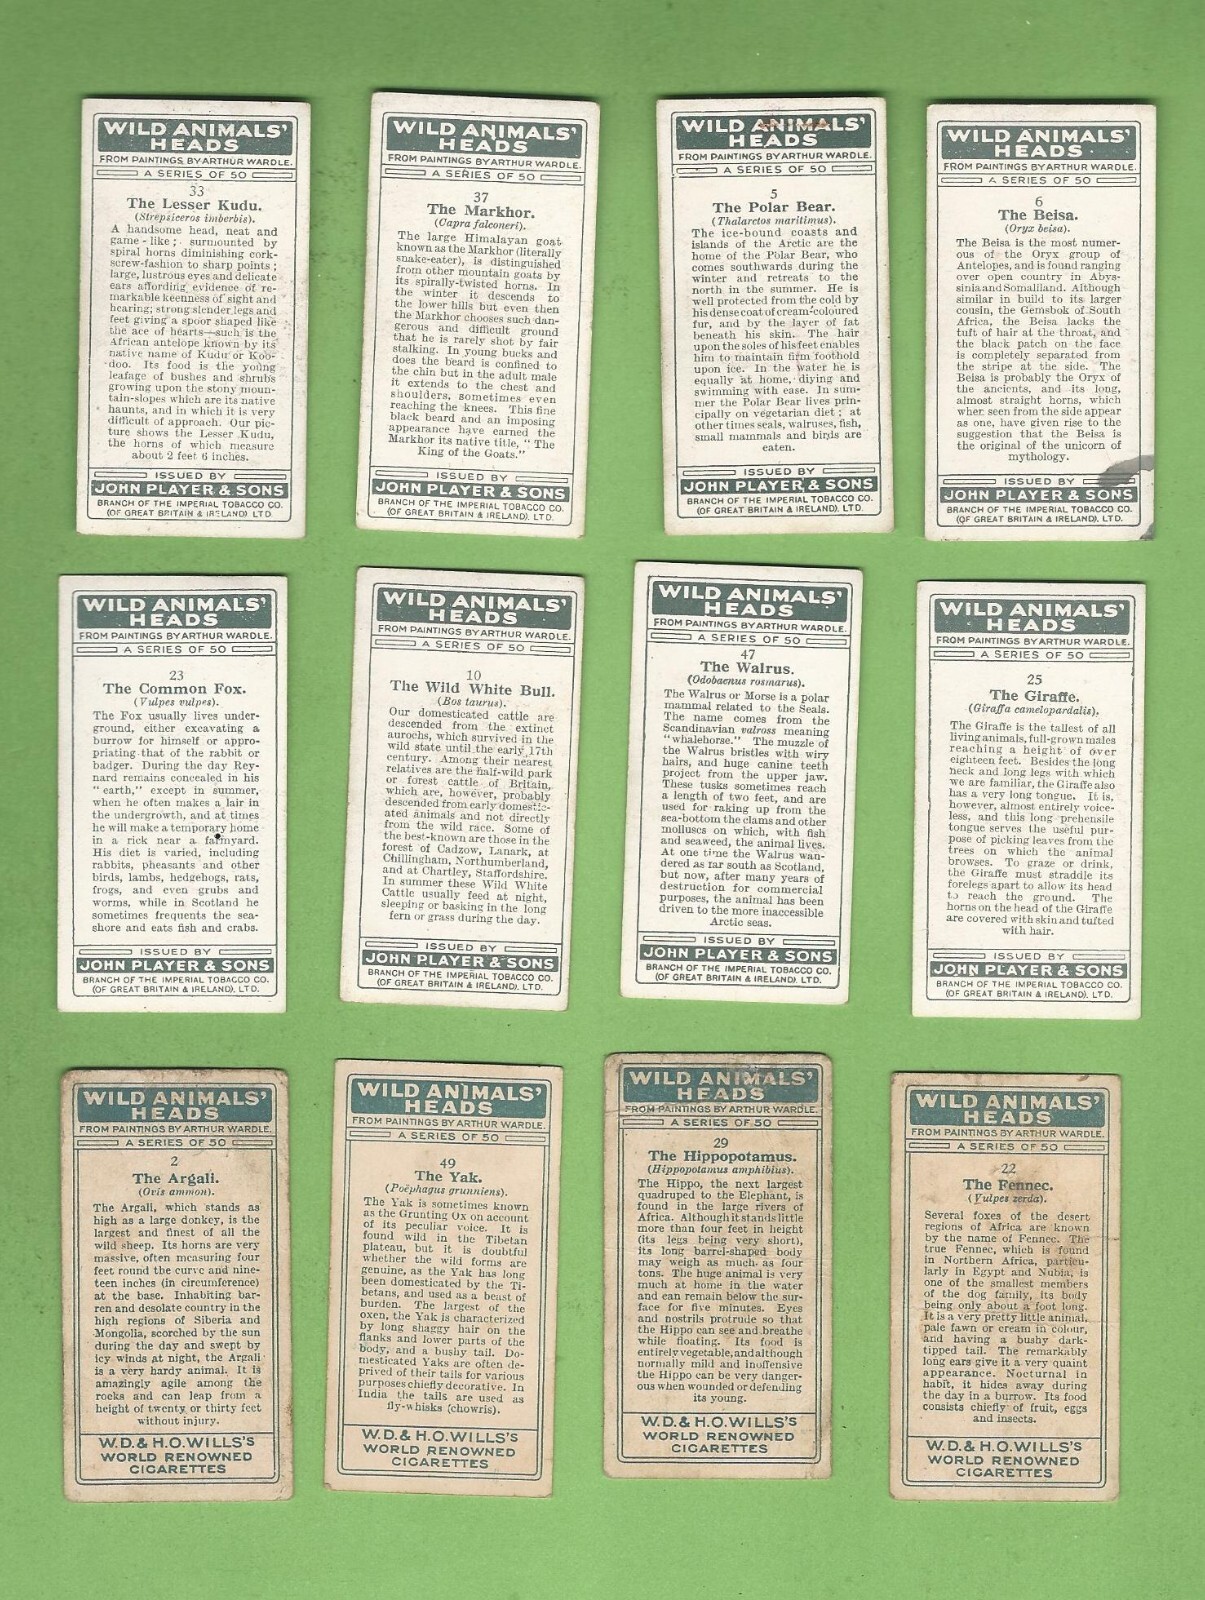 WILD ANIMALS'
HEADS
FROM PAINTINGS BY ARTHUR WARDLE.
A SERIES OF 50
33
The Lesser Kudu.
(Strepsiceros imberbis).
A handsome head, neat and
game-like; surmounted by
spiral horns diminishing cork-
screw-fashion to sharp points;
large, lustrous eyes and delicate
ears affording evidence of re-
markable keenness of sight and
hearing; strong slender legs and
feet giving a spoor shaped like
the ace of hearts—such is the
African antelope known by its
native name of Kudu or Koo-
doo. Its food is the young
leafage of bushes and shrubs
growing upon the stony moun-
tain-slopes which are its native
haunts, and in which it is very
difficult of approach. Our pic-
ture shows the Lesser Kudu,
the horns of which measure
about 2 feet 6 inches.
ISSUED BY
JOHN PLAYER & SONS
BRANCH OF THE IMPERIAL TOBACCO CO.
(OF GREAT BRITAIN & IRELAND) LTD.
WILD ANIMALS'
HEADS
FROM PAINTINGS BY ARTHUR WARDLE.
A SERIES OF 50
37
The Markhor.
(Capra falconeri).
The large Himalayan goat
known as the Markhor (literally
snake-eater), is distinguished
from other mountain goats by
its spirally-twisted horns. In
the winter it descends to
the lower hills but even then
the Markhor chooses such dan-
gerous and difficult ground
that he is rarely shot by fair
stalking. In young bucks and
does the beard is confined to
the chin but in the adult male
it extends to the chest and
shoulders, sometimes even
reaching the knees. This fine
black beard and an imposing
appearance have earned the
Markhor its native title, "The
King of the Goats."
ISSUED BY
JOHN PLAYER & SONS
BRANCH OF THE IMPERIAL TOBACCO CO.
(OF GREAT BRITAIN & IRELAND), LTD.
WILD ANIMALS'
HEADS
FROM PAINTINGS BY ARTHUR WARDLE.
A SERIES OF 50
5
The Polar Bear.
(Thalarctos maritimus).
The ice-bound coasts and
islands of the Arctic are the
home of the Polar Bear, who
comes southwards during the
winter and retreats to the
north in the summer. He is
well protected from the cold by
his dense coat of cream-coloured
fur, and by the layer of fat
beneath his skin. The hair
upon the soles of his feet enables
him to maintain firm foothold
upon ice. In the water he is
equally at home, diving and
swimming with ease. In sum-
mer the Polar Bear lives prin-
cipally on vegetarian diet; at
other times seals, walruses, fish,
small mammals and birds are
eaten.
ISSUED BY
JOHN PLAYER & SONS
BRANCH OF THE IMPERIAL TOBACCO CO.
(OF GREAT BRITAIN & IRELAND), LTD.
WILD ANIMALS'
HEADS
FROM PAINTINGS BY ARTHUR WARDLE.
A SERIES OF 50
6
The Beisa.
(Oryx beisa).
The Beisa is the most numer-
ous of the Oryx group of
Antelopes, and is found ranging
over open country in Abys-
sinia and Somaliland. Although
similar in build to its larger
cousin, the Gemsbok of South
Africa, the Beisa lacks the
tuft of hair at the throat, and
the black patch on the face
is completely separated from
the stripe at the side. The
Beisa is probably the Oryx of
the ancients, and its long,
almost straight horns, which
when seen from the side appear
as one, have given rise to the
suggestion that the Beisa is
the original of the unicorn of
mythology.
ISSUED BY
JOHN PLAYER & SONS
BRANCH OF THE IMPERIAL TOBACCO CO.
(OF GREAT BRITAIN & IRELAND), LTD.
WILD ANIMALS'
HEADS
FROM PAINTINGS BY ARTHUR WARDLE.
A SERIES OF 50
23
The Common Fox.
(Vulpes vulpes).
The Fox usually lives under-
ground, either excavating a
burrow for himself or appro-
priating that of the rabbit or
badger. During the day Rey-
nard remains concealed in his
"earth," except in summer,
when he often makes a lair in
the undergrowth, and at times
he will make a temporary home
in a rick near a farmyard.
His diet is varied, including
rabbits, pheasants and other
birds, lambs, hedgehogs, rats,
frogs, and even grubs and
worms, while in Scotland he
sometimes frequents the sea-
shore and eats fish and crabs.
ISSUED BY
JOHN PLAYER & SONS
BRANCH OF THE IMPERIAL TOBACCO CO.
(OF GREAT BRITAIN & IRELAND), LTD.
WILD ANIMALS'
HEADS
FROM PAINTINGS BY ARTHUR WARDLE.
A SERIES OF 50
10
The Wild White Bull.
(Bos taurus).
Our domesticated cattle are
descended from the extinct
aurochs, which survived in the
wild state until the early 17th
century. Among their nearest
relatives are the half-wild park
or forest cattle of Britain,
which are, however, probably
descended from early domestic-
ated animals and not directly
from the wild race. Some of
the best-known are those in the
forest of Cadzow, Lanark, at
Chillingham, Northumberland,
and at Chartley, Staffordshire.
In summer these Wild White
Cattle usually feed at night,
sleeping or basking in the long
fern or grass during the day.
ISSUED BY
JOHN PLAYER & SONS
BRANCH OF THE IMPERIAL TOBACCO CO.
(OF GREAT BRITAIN & IRELAND), LTD.
WILD ANIMALS'
HEADS
FROM PAINTINGS BY ARTHUR WARDLE.
A SERIES OF 50
47
The Walrus.
(Odobaenus rosmarus).
The Walrus or Morse is a polar
mammal related to the Seals.
The name comes from the
Scandinavian valross meaning
"whalehorse." The muzzle of
the Walrus bristles with wiry
hairs, and huge canine teeth
project from the upper jaw.
These tusks sometimes reach
a length of two feet, and are
used for raking up from the
sea-bottom the clams and other
molluscs on which, with fish
and seaweed, the animal lives.
At one time the Walrus wan-
dered as far south as Scotland,
but now, after many years of
destruction for commercial
purposes, the animal has been
driven to the more inaccessible
Arctic seas.
ISSUED BY
JOHN PLAYER & SONS
BRANCH OF THE IMPERIAL TOBACCO CO.
(OF GREAT BRITAIN & IRELAND), LTD.
WILD ANIMALS'
HEADS
FROM PAINTINGS BY ARTHUR WARDLE.
A SERIES OF 50
25
The Giraffe.
(Giraffa camelopardalis).
The Giraffe is the tallest of all
living animals, full-grown males
reaching a height of over
eighteen feet. Besides the long
neck and long legs with which
we are familiar, the Giraffe also
has a very long tongue. It is,
however, almost entirely voice-
less, and this long prehensile
tongue serves the useful pur-
pose of picking leaves from the
trees on which the animal
browses. To graze or drink,
the Giraffe must straddle its
forelegs apart to allow its head
to reach the ground. The
horns on the head of the Giraffe
are covered with skin and tufted
with hair.
ISSUED BY
JOHN PLAYER & SONS
BRANCH OF THE IMPERIAL TOBACCO CO.
(OF GREAT BRITAIN & IRELAND), LTD.
WILD ANIMALS'
HEADS
FROM PAINTINGS BY ARTHUR WARDLE.
A SERIES OF 50
2
The Argali.
(Ovis ammon).
The Argali, which stands as
high as a large donkey, is the
largest and finest of all the
wild sheep. Its horns are very
massive, often measuring four
feet round the curve and nine-
teen inches (in circumference)
at the base. Inhabiting bar-
ren and desolate country in the
high regions of Siberia and
Mongolia, scorched by the sun
during the day and swept by
icy winds at night, the Argali
is a very hardy animal. It is
amazingly agile among the
rocks and can leap from a
height of twenty or thirty feet
without injury.
W.D. & H.O. WILLS'S
WORLD RENOWNED
CIGARETTES
WILD ANIMALS'
HEADS
FROM PAINTINGS BY ARTHUR WARDLE.
A SERIES OF 50
49
The Yak.
(Poëphagus grunniens).
The Yak is sometimes known
as the Grunting Ox on account
of its peculiar voice. It is
found wild in the Tibetan
plateau, but it is doubtful
whether the wild forms are
genuine, as the Yak has long
been domesticated by the Ti-
betans, and used as a beast of
burden. The largest of the
oxen, the Yak is characterized
by long shaggy hair on the
flanks and lower parts of the
body, and a bushy tail. Do-
mesticated Yaks are often de-
prived of their tails for various
purposes chiefly decorative. In
India the tails are used as
fly-whisks (chowris).
W.D. & H.O. WILLS'S
WORLD RENOWNED
CIGARETTES
WILD ANIMALS'
HEADS
FROM PAINTINGS BY ARTHUR WARDLE.
A SERIES OF 50
29
The Hippopotamus.
(Hippopotamus amphibius).
The Hippo, the next largest
quadruped to the Elephant, is
found in the large rivers of
Africa. Although it stands little
more than four feet in height
(its legs being very short),
its long barrel-shaped body
may weigh as much as four
tons. The huge animal is very
much at home in the water
and can remain below the sur-
face for five minutes. Eyes
and nostrils protrude so that
the Hippo can see and breathe
while floating. Its food is
entirely vegetable, and although
normally mild and inoffensive
the Hippo can be very danger-
ous when wounded or defending
its young.
W.D. & H.O. WILLS'S
WORLD RENOWNED
CIGARETTES
WILD ANIMALS'
HEADS
FROM PAINTINGS BY ARTHUR WARDLE.
A SERIES OF 50
22
The Fennec.
(Vulpes zerda).
Several foxes of the desert
regions of Africa are known
by the name of Fennec. The
true Fennec, which is found
in Northern Africa, particu-
larly in Egypt and Nubia, is
one of the smallest members
of the dog family, its body
being only about a foot long.
It is a very pretty little animal,
pale fawn or cream in colour,
and having a bushy dark-
tipped tail. The remarkably
long ears give it a very quaint
appearance. Nocturnal in
habit, it hides away during
the day in a burrow. Its food
consists chiefly of fruit, eggs
and insects.
W.D. & H.O. WILLS'S
WORLD RENOWNED
CIGARETTES